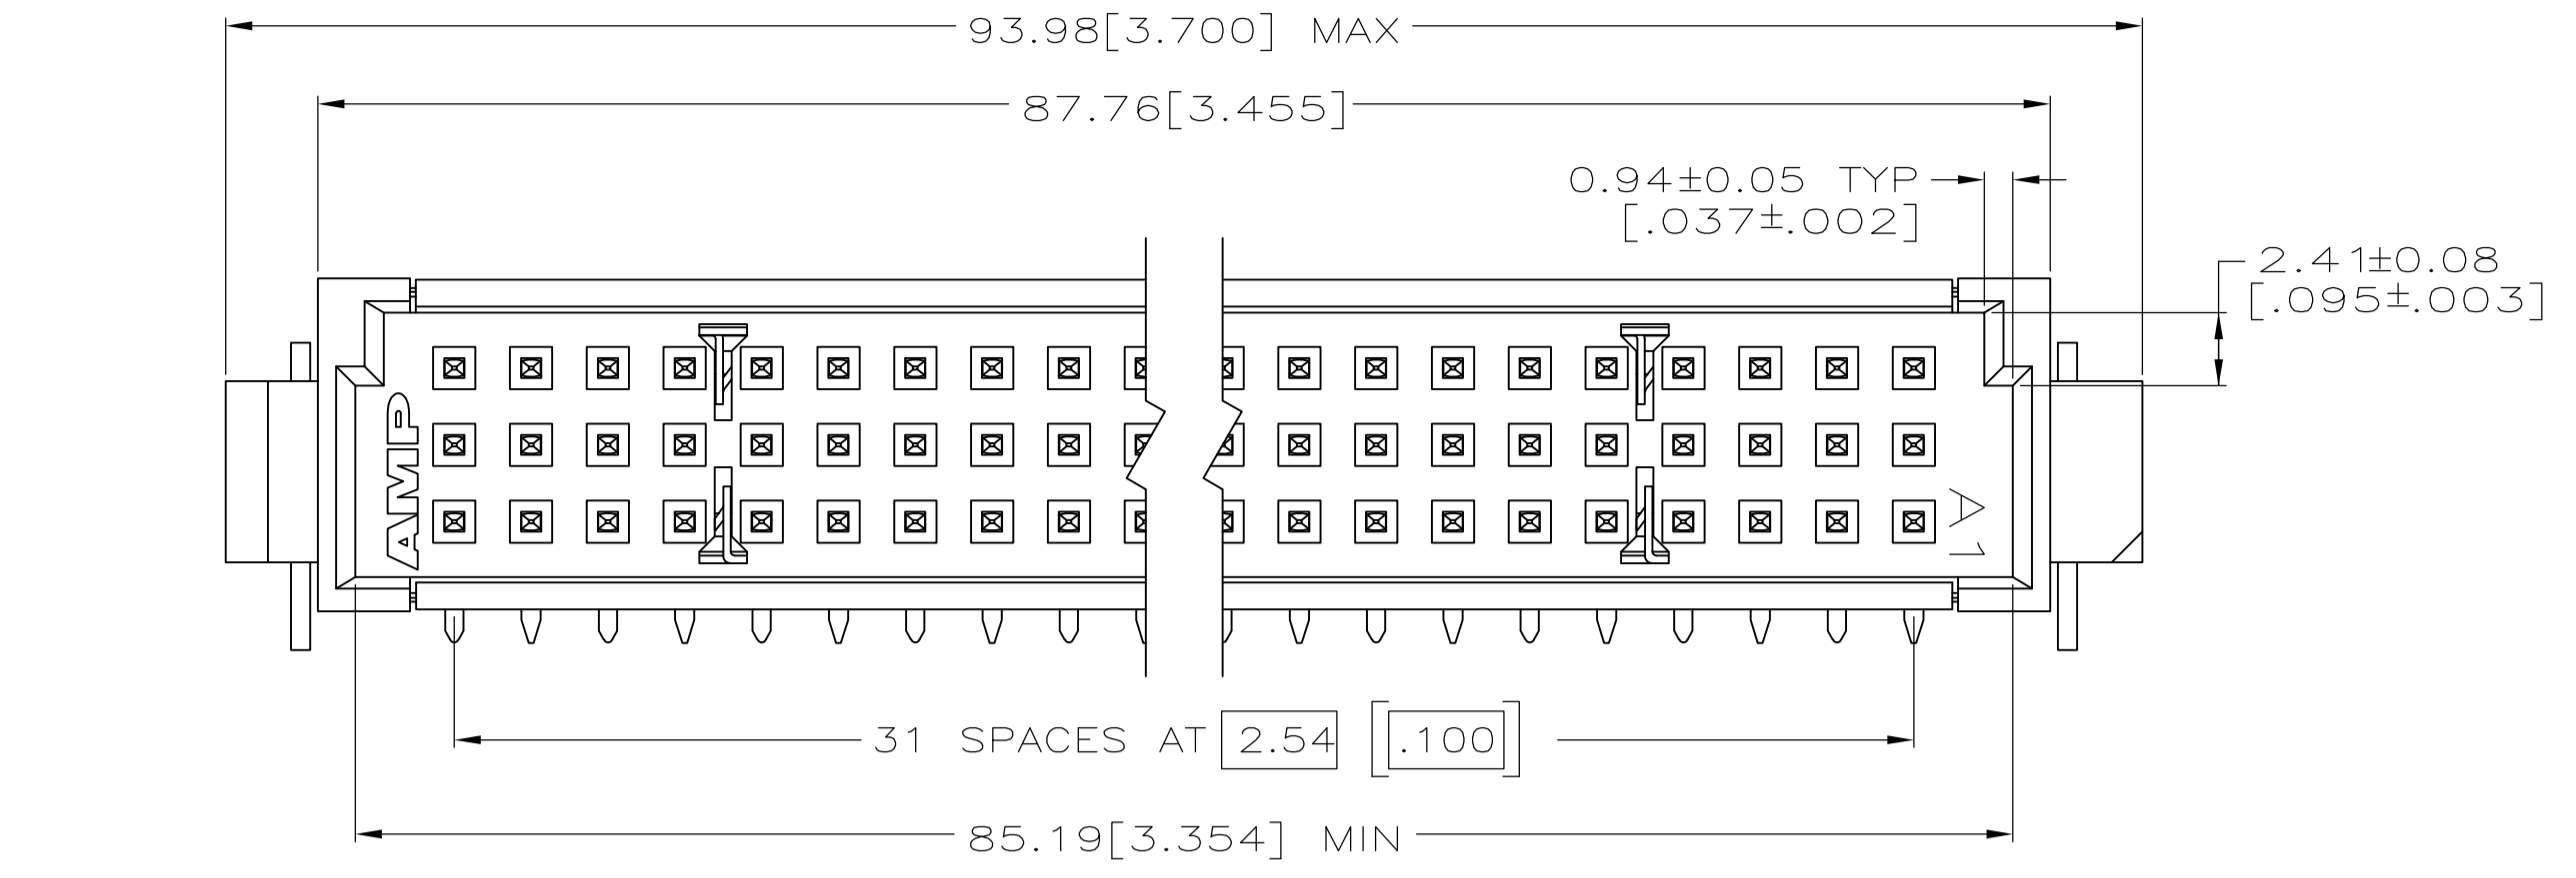 93.98[3.700] MAX
87.76[3.455]
0.94±0.05 TYP
[.037±.002]
2.41±0.08
[.095±.003]
AMP
A1
31 SPACES AT 2.54 [.100]
85.19[3.354] MIN